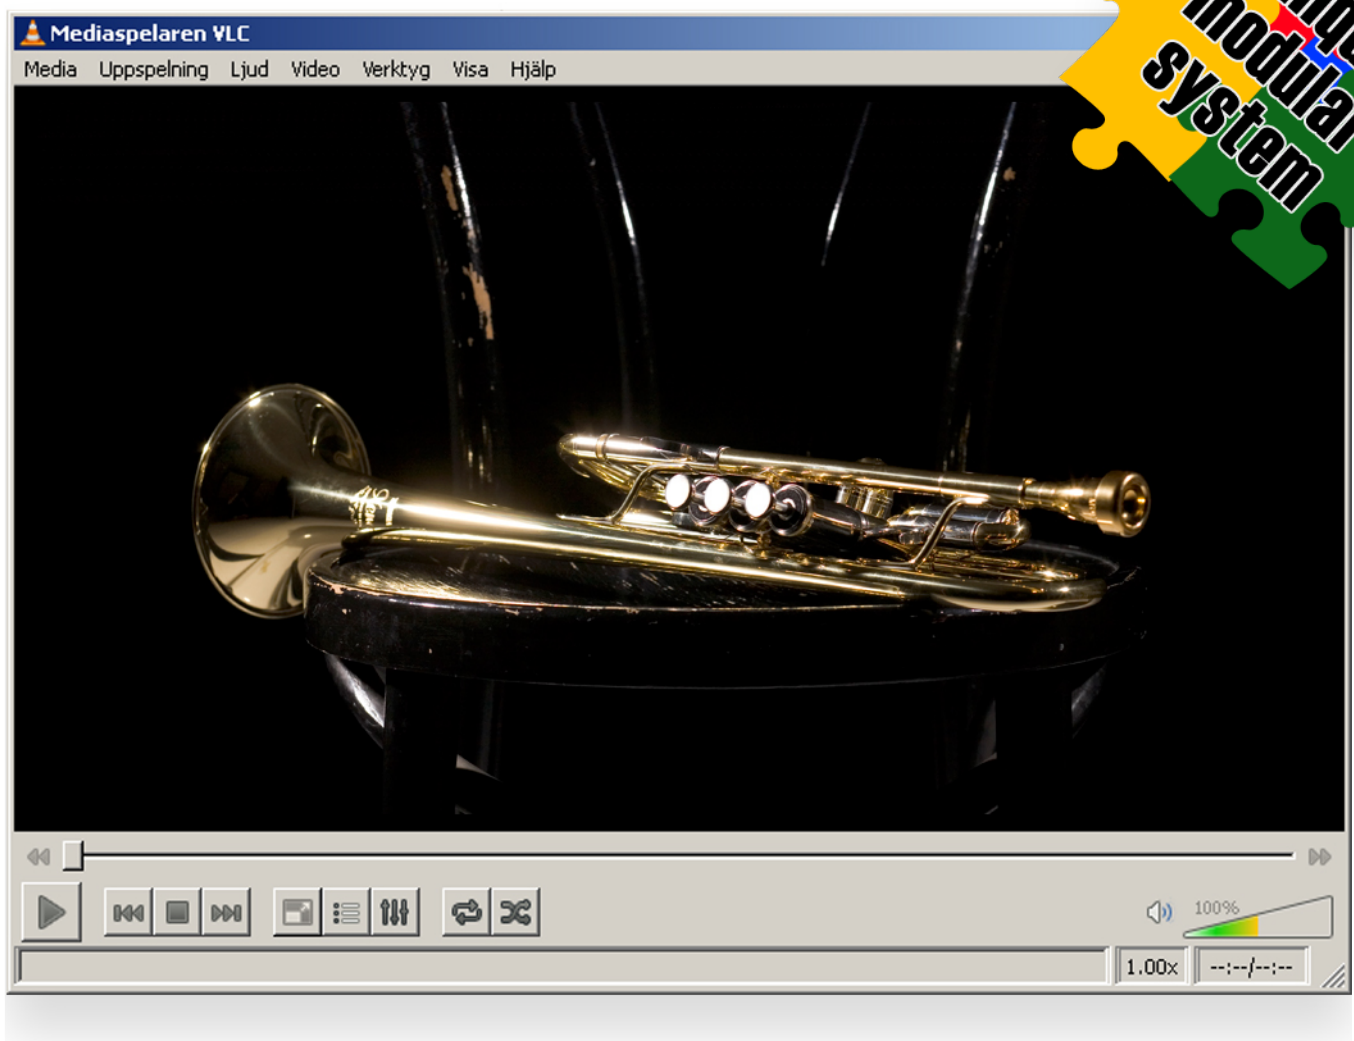 Mediaspelaren VLC
Media Uppspelning Ljud Video Verktyg Visa Hjälp
modular
system
100%
1.00x
--:--/--:--